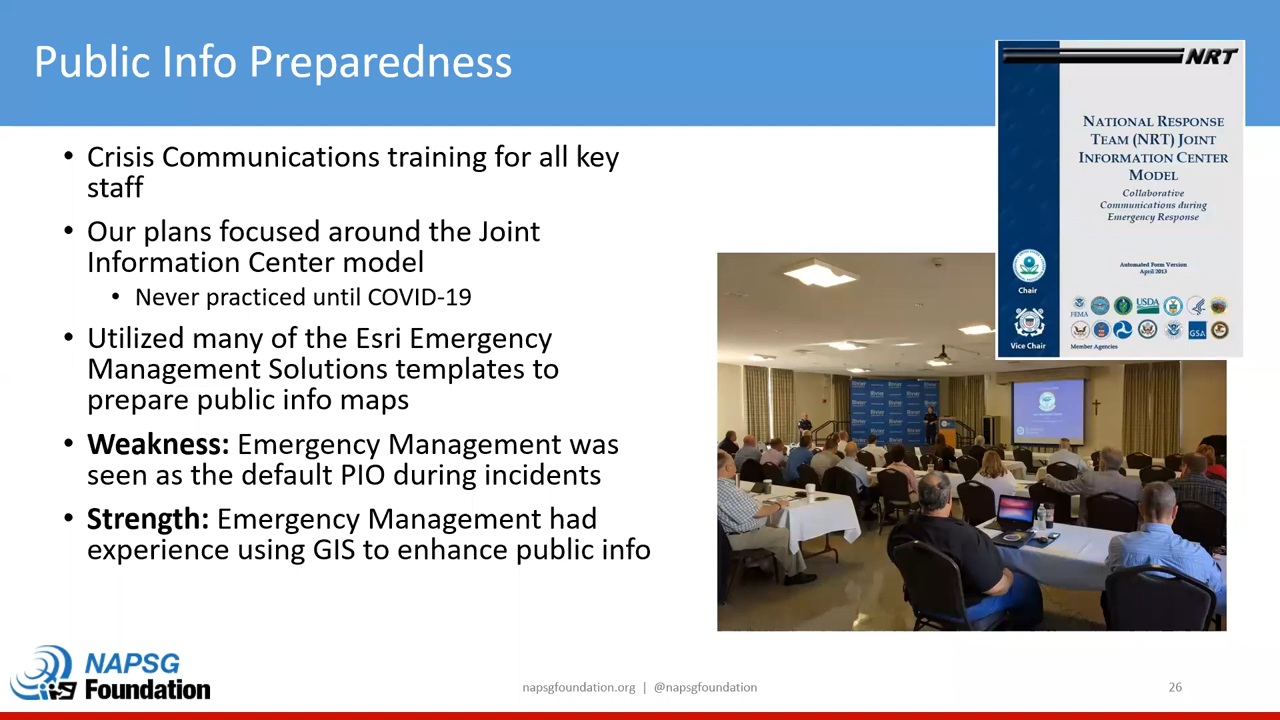 Public Info Preparedness
• Crisis Communications training for all key
staff
• Our plans focused around the Joint
Information Center model
• Never practiced until COVID-19
• Utilized many of the Esri Emergency
Management Solutions templates to
prepare public info maps
• Weakness: Emergency Management was
seen as the default PIO during incidents
• Strength: Emergency Management had
experience using GIS to enhance public info
NRT
NATIONAL RESPONSE
TEAM (NRT) JOINT
INFORMATION CENTER
MODEL
Collaborative
Communications during
Emergency Response
Automated Form Version
April 2013
Chair
Vice Chair
FEMA
USDA
GSA
Member Agencies
NAPSG
Foundation
napsgfoundation.org | @napsgfoundation
26